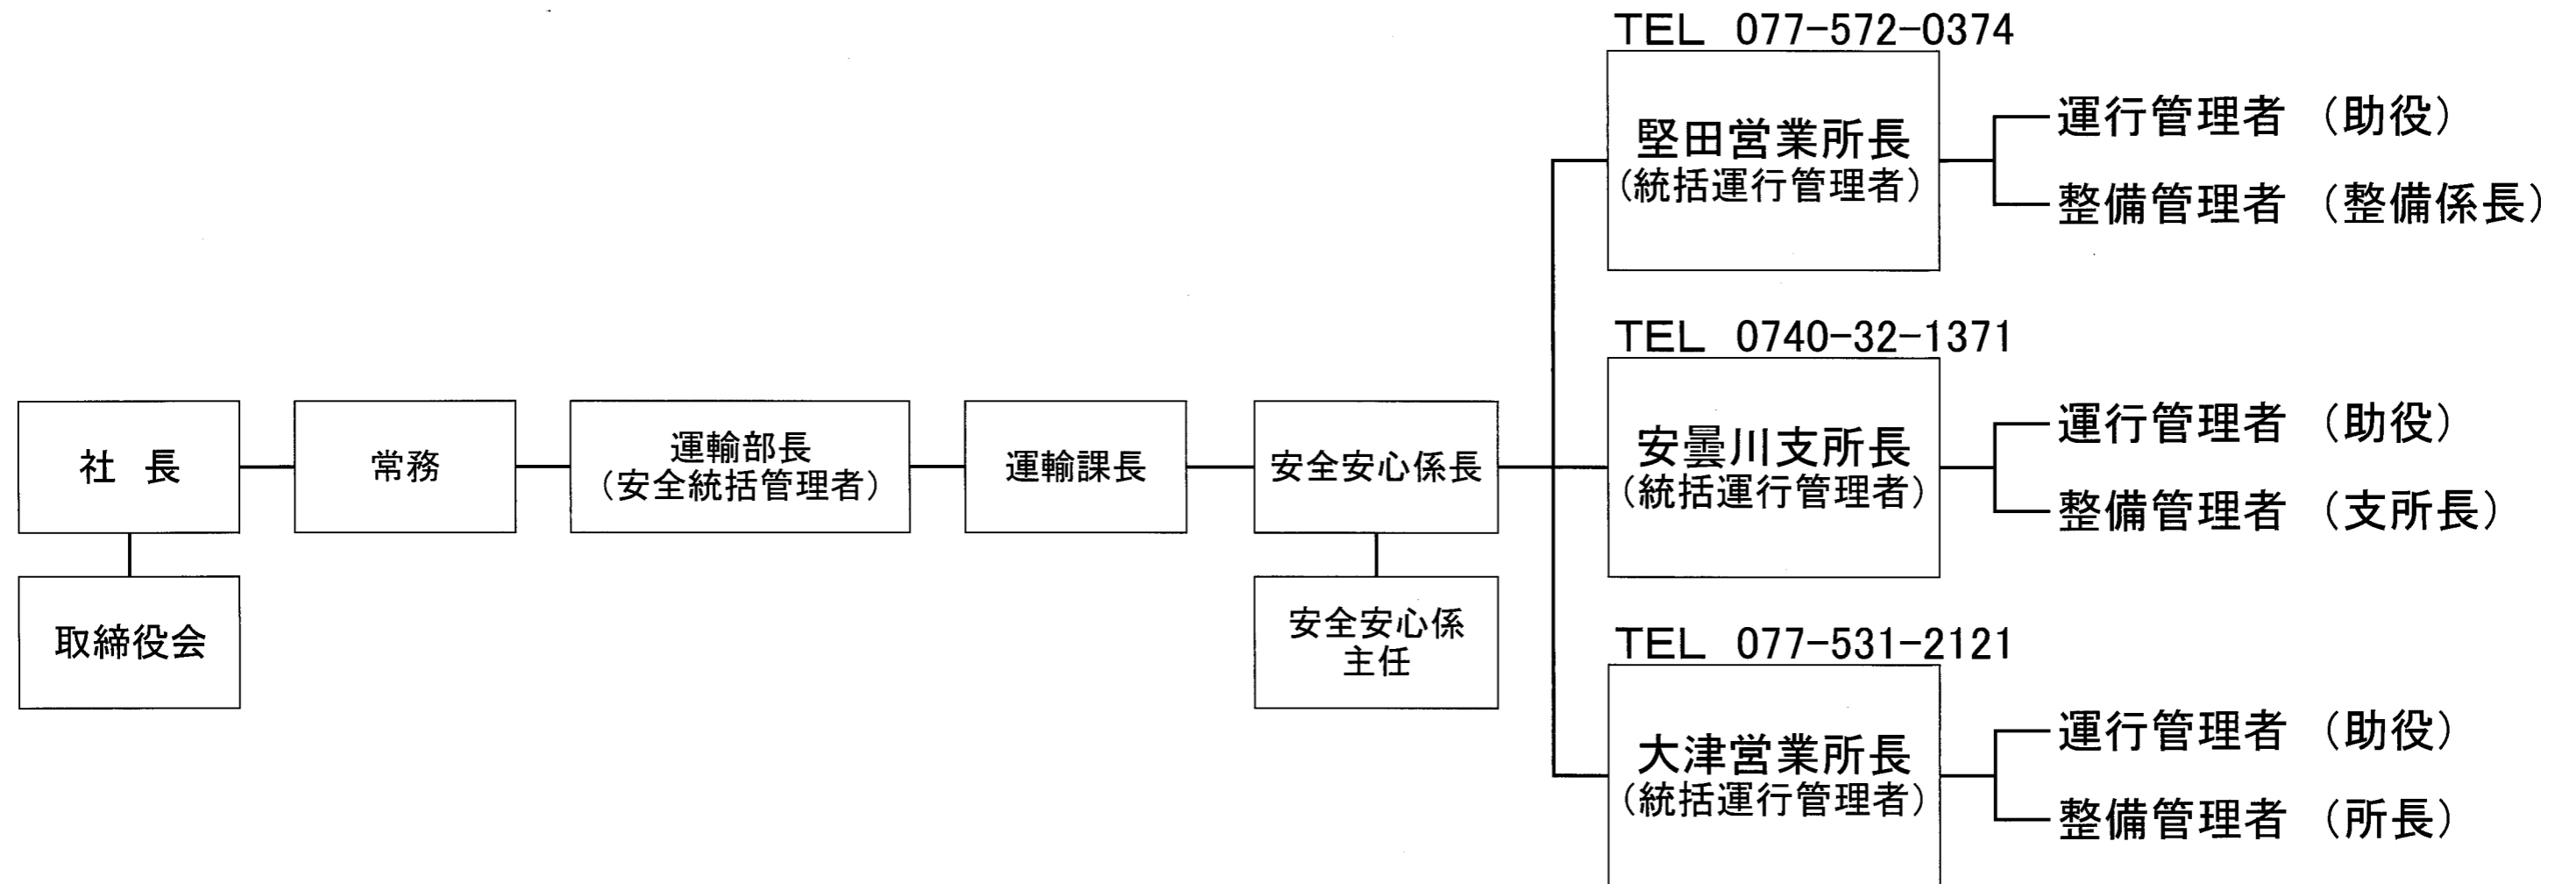 社 長
取締役会
常務
運輸部長
（安全統括管理者）
運輸課長
安全安心係長
安全安心係
主任
TEL 077-572-0374
堅田営業所長
（統括運行管理者）
運行管理者 （助役）
整備管理者 （整備係長）
TEL 0740-32-1371
安曇川支所長
（統括運行管理者）
運行管理者 （助役）
整備管理者 （支所長）
TEL 077-531-2121
大津営業所長
（統括運行管理者）
運行管理者 （助役）
整備管理者 （所長）